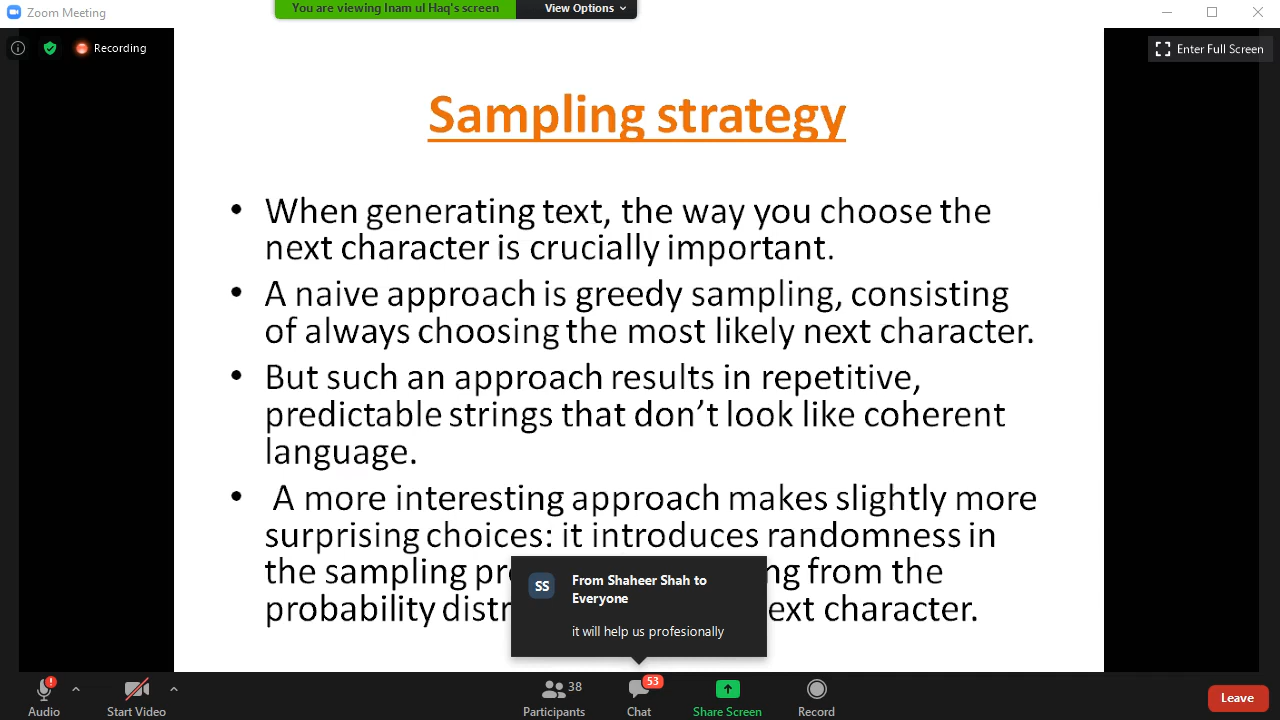 Zoom Meeting
You are viewing Inam ul Haq's screen
View Options
Recording
Enter Full Screen
Sampling strategy
• When generating text, the way you choose the
next character is crucially important.
• A naive approach is greedy sampling, consisting
of always choosing the most likely next character.
• But such an approach results in repetitive,
predictable strings that don't look like coherent
language.
• A more interesting approach makes slightly more
surprising choices: it introduces randomness in
the sampling from the
probability next character.
SS
From Shaheer Shah to
Everyone
it will help us profesionally
Audio
Start Video
38
Participants
53
Chat
Share Screen
Record
Leave